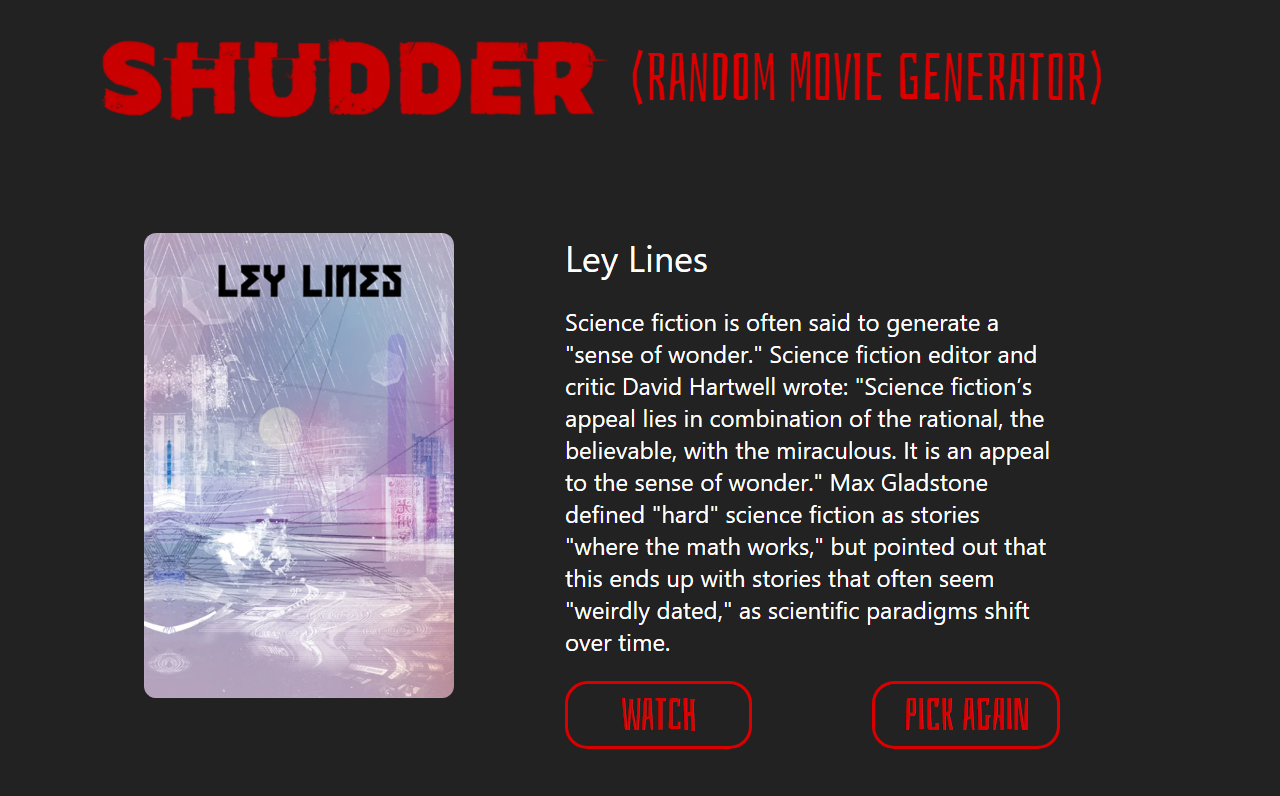 SHUDDER (RANDOM MOVIE GENERATOR)
LEY LINES
Ley Lines
Science fiction is often said to generate a
"sense of wonder." Science fiction editor and
critic David Hartwell wrote: "Science fiction’s
appeal lies in combination of the rational, the
believable, with the miraculous. It is an appeal
to the sense of wonder." Max Gladstone
defined "hard" science fiction as stories
"where the math works," but pointed out that
this ends up with stories that often seem
"weirdly dated," as scientific paradigms shift
over time.
WATCH
PICK AGAIN